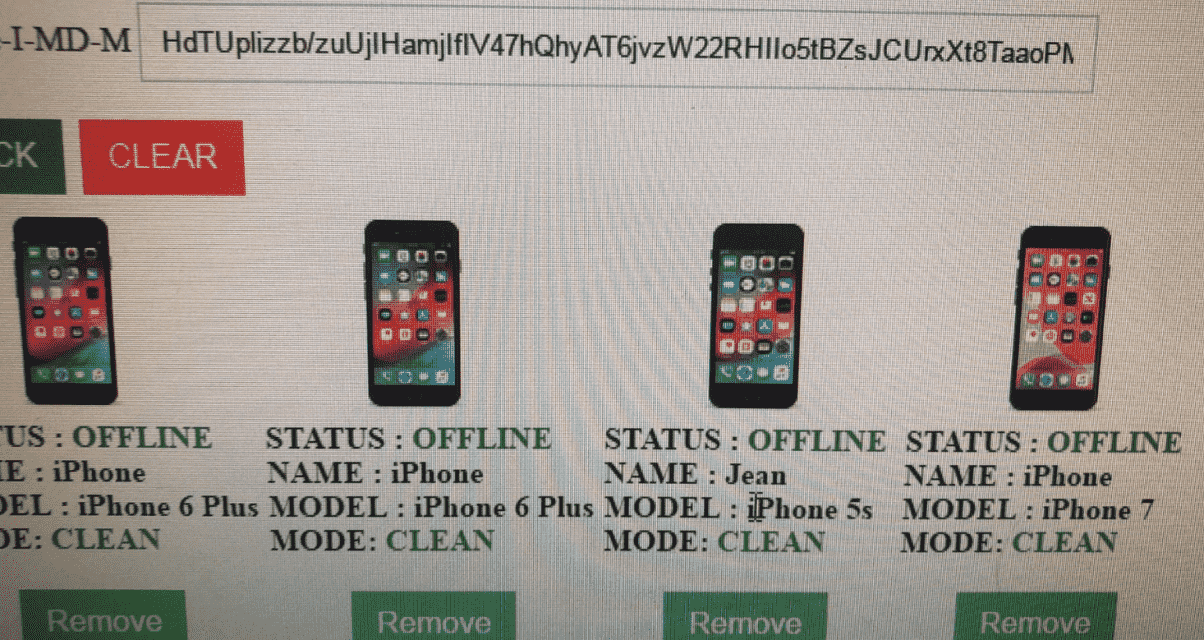 -I-MD-M
CK CLEAR
TUS : OFFLINE STATUS : OFFLINE STATUS : OFFLINE STATUS : OFFLINE
ME : iPhone NAME : iPhone NAME : Jean NAME : iPhone
DEL : iPhone 6 Plus MODEL : iPhone 6 Plus MODEL : iPhone 5s MODEL : iPhone 7
DE: CLEAN MODE: CLEAN MODE: CLEAN MODE: CLEAN
Remove Remove Remove Remove